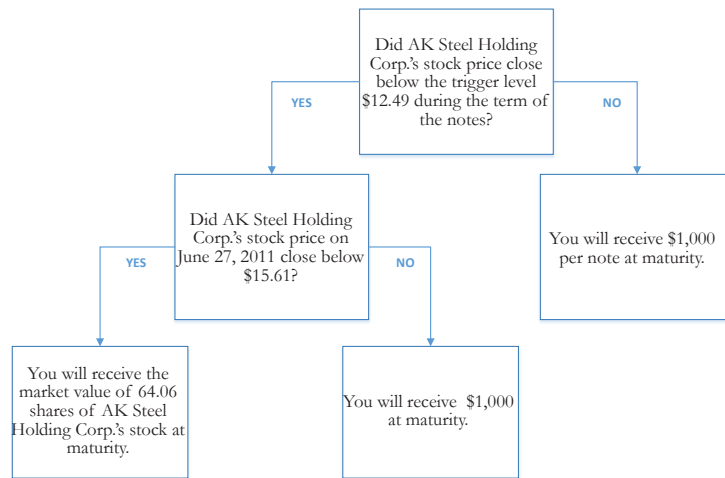 Did AK Steel Holding
Corp.'s stock price close
below the trigger level
$12.49 during the term of
the notes?
YES
NO
Did AK Steel Holding
Corp.'s stock price on
June 27, 2011 close below
$15.61?
You will receive $1,000
per note at maturity.
YES
NO
You will receive the
market value of 64.06
shares of AK Steel
Holding Corp.'s stock at
maturity.
You will receive $1,000
at maturity.